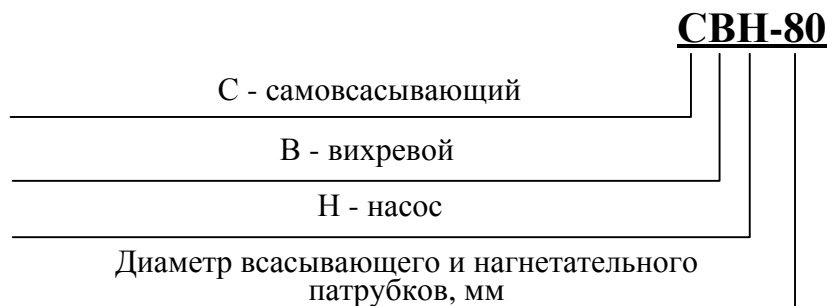 СВН-80
С - самовсасывающий
В - вихревой
Н - насос
Диаметр всасывающего и нагнетательного
патрубков, мм